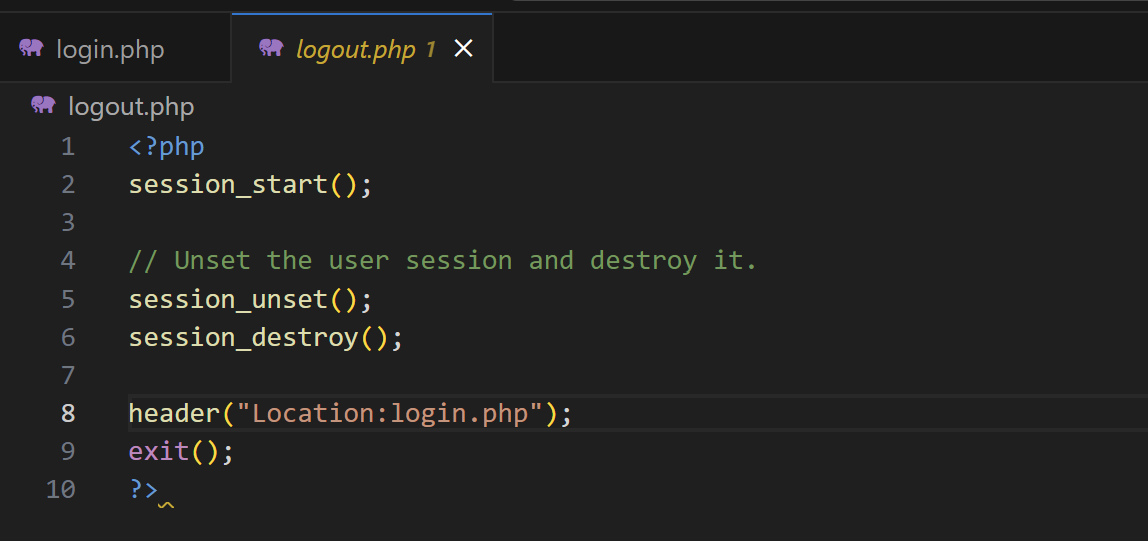 login.php
logout.php 1
logout.php
1 <?php
2 session_start();
3
4 // Unset the user session and destroy it.
5 session_unset();
6 session_destroy();
7
8 header("Location:login.php");
9 exit();
10 ?>